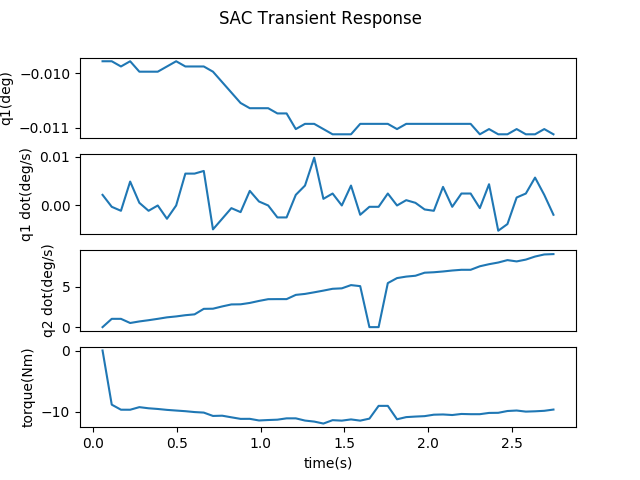 SAC Transient Response
q1(deg)
−0.010
−0.011
q1 dot(deg/s)
0.01
0.00
q2 dot(deg/s)
5
0
torque(Nm)
0
−10
0.0 0.5 1.0 1.5 2.0 2.5
time(s)